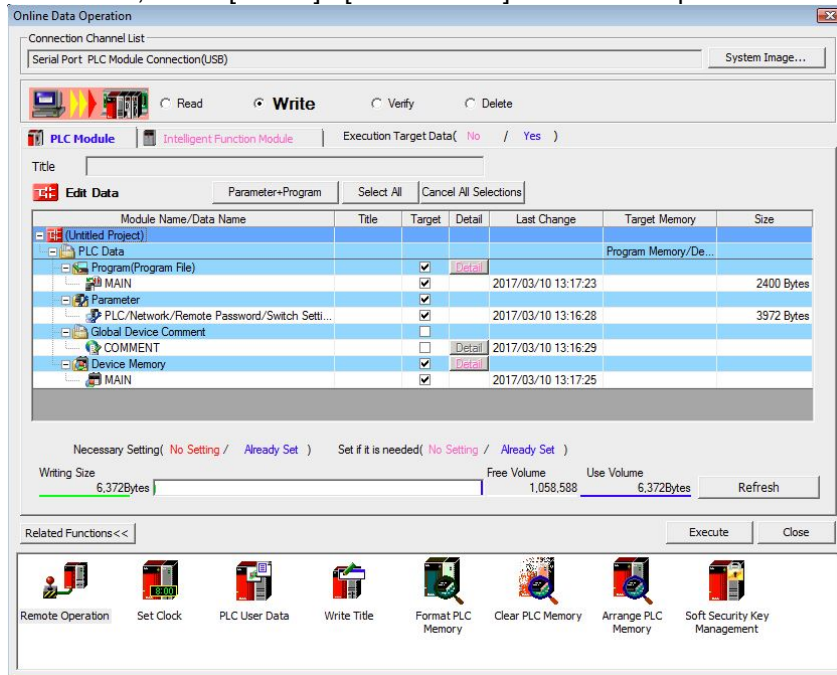 Online Data Operation
Connection Channel List
Serial Port PLC Module Connection(USB)
System Image...
Read
Write
Verify
Delete
PLC Module
Intelligent Function Module
Execution Target Data( No / Yes )
Title
Edit Data
Parameter+Program
Select All
Cancel All Selections
Module Name/Data Name Title Target Detail Last Change Target Memory Size
(Untitled Project)
PLC Data Program Memory/De...
Program(Program File) Detail
MAIN 2017/03/10 13:17:23 2400 Bytes
Parameter
PLC/Network/Remote Password/Switch Setti... 2017/03/10 13:16:28 3972 Bytes
Global Device Comment
COMMENT Detail 2017/03/10 13:16:29
Device Memory Detail
MAIN 2017/03/10 13:17:25
Necessary Setting( No Setting / Already Set ) Set if it is needed( No Setting / Already Set )
Writing Size Free Volume Use Volume
6,372Bytes 1,058,588 6,372Bytes Refresh
Related Functions<< Execute Close
8:00
Remote Operation Set Clock PLC User Data Write Title Format PLC Memory Clear PLC Memory Arrange PLC Memory Soft Security Key Management